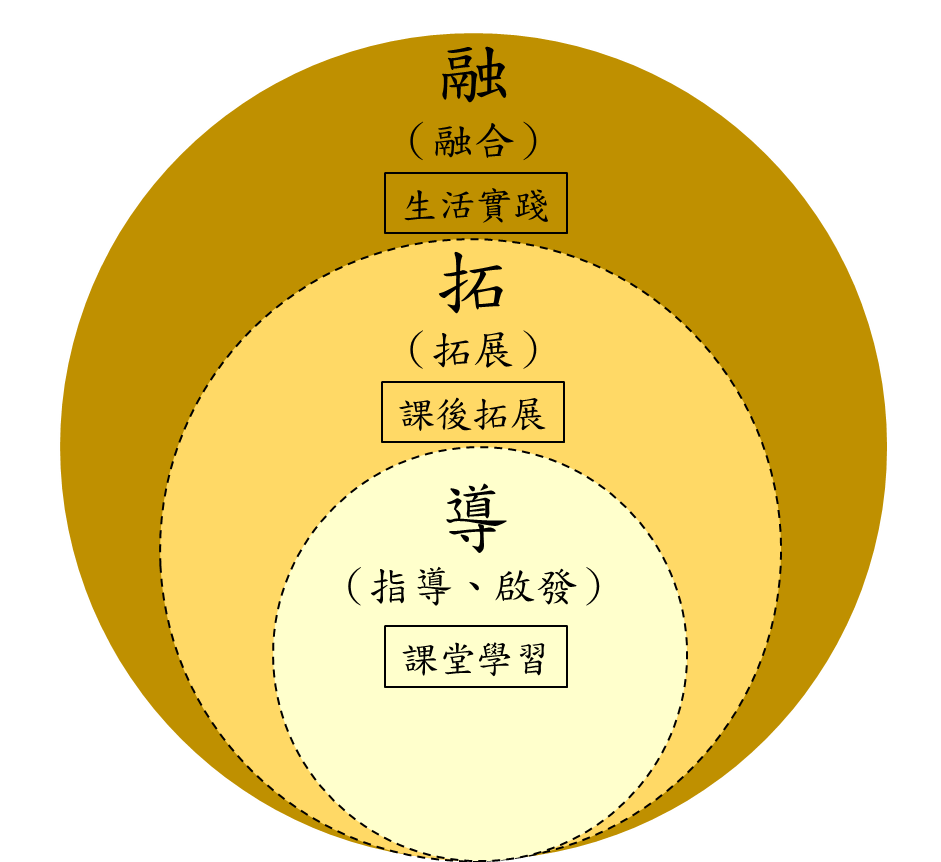 融
（融合）
生活實踐
拓
（拓展）
課後拓展
導
（指導、啟發）
課堂學習